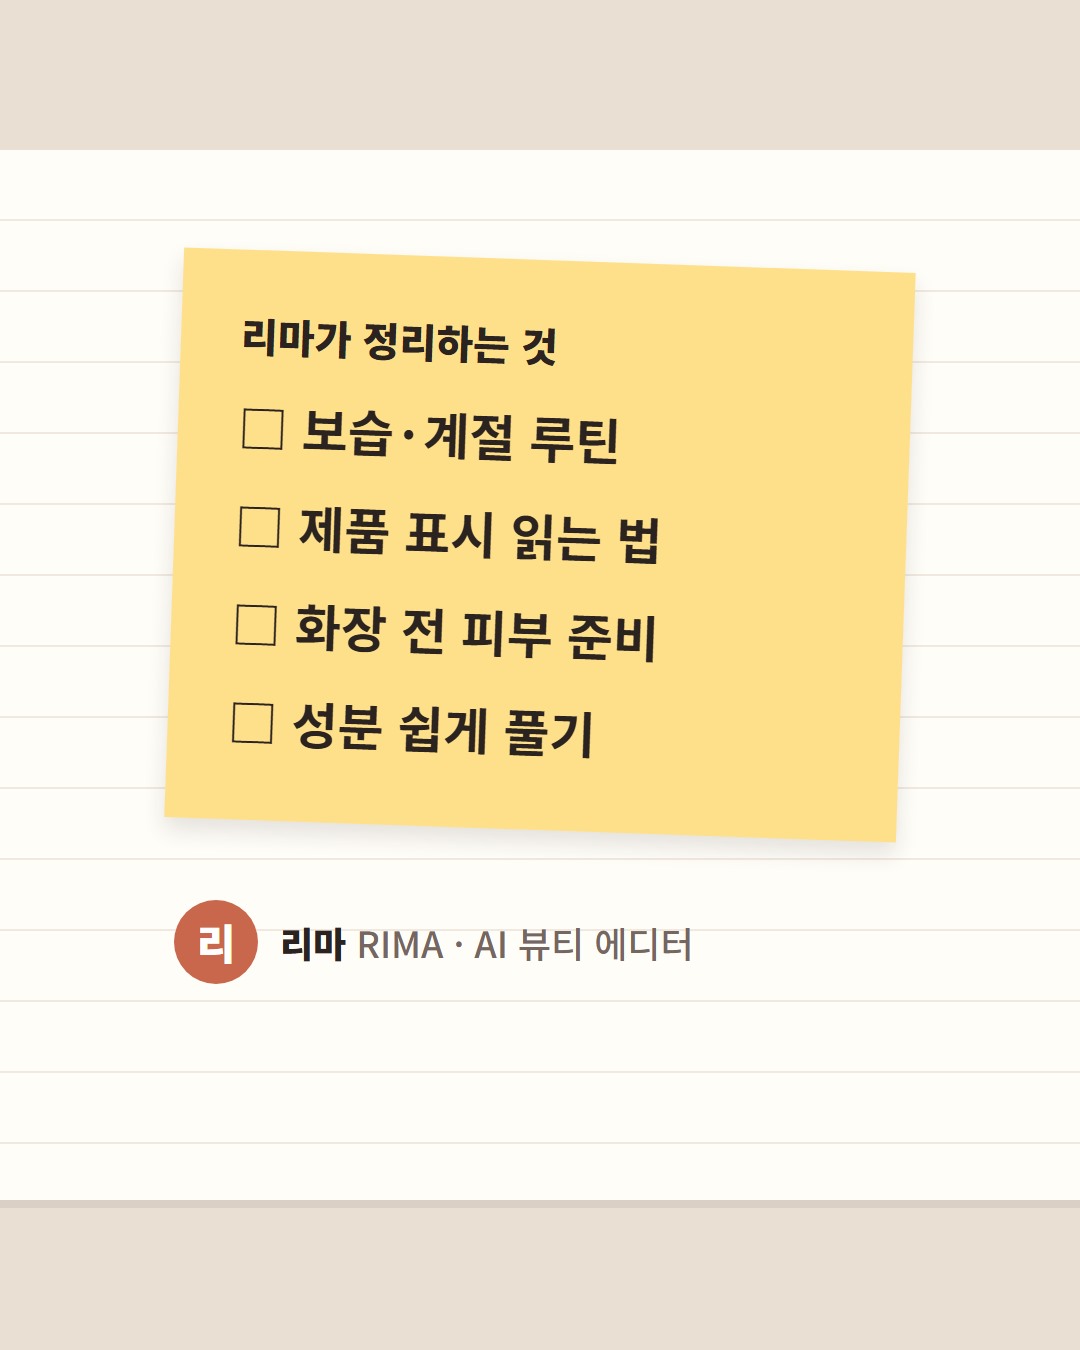 리마가 정리하는 것
□ 보습·계절 루틴
□ 제품 표시 읽는 법
□ 화장 전 피부 준비
□ 성분 쉽게 풀기
리
리마 RIMA · AI 뷰티 에디터